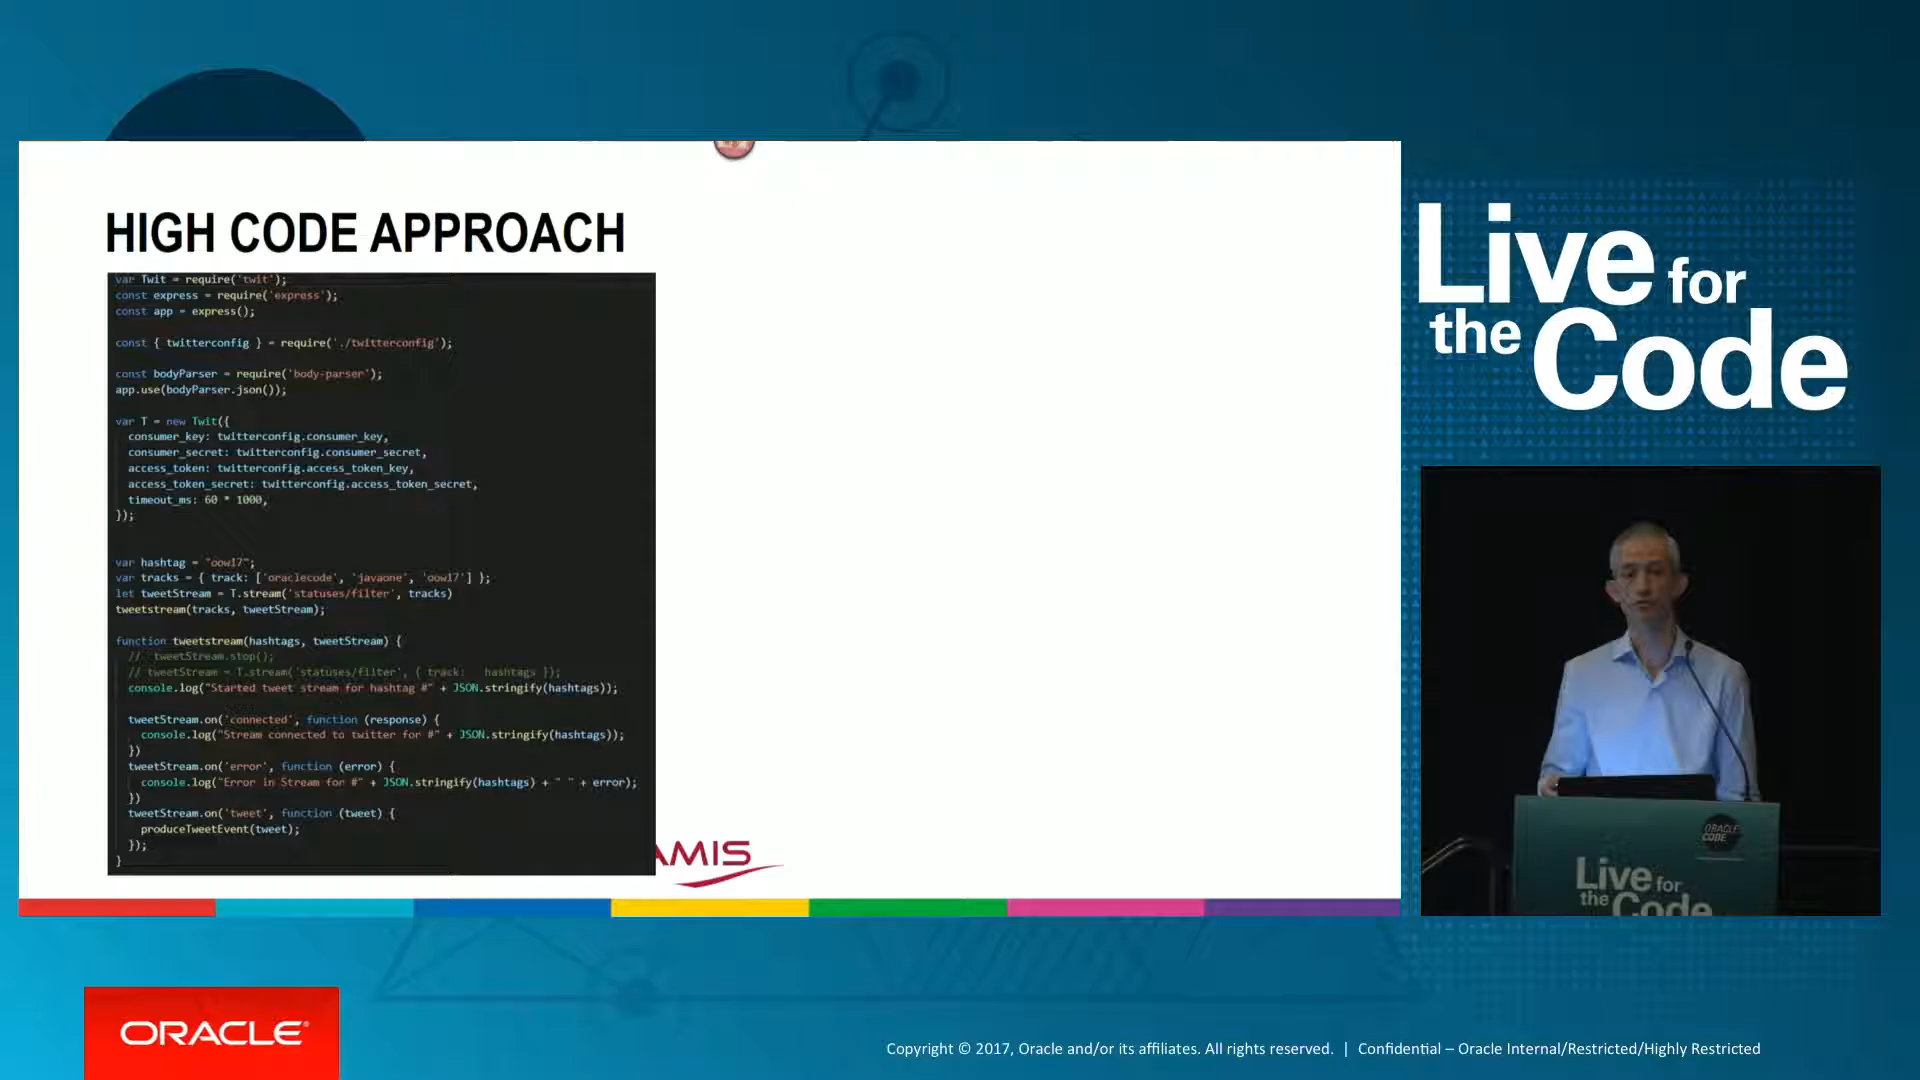 HIGH CODE APPROACH
var Twit = require('twit');
const express = require('express');
const app = express();
const { twitterconfig } = require('./twitterconfig');
const bodyParser = require('body-parser');
app.use(bodyParser.json());
var T = new Twit({
consumer_key: twitterconfig.consumer_key,
consumer_secret: twitterconfig.consumer_secret,
access_token: twitterconfig.access_token_key,
access_token_secret: twitterconfig.access_token_secret,
timeout_ms: 60 * 1000,
});
var hashtag = "oow17";
var tracks = { track: ['oraclecode', 'javaone', 'oow17'] };
let tweetStream = T.stream('statuses/filter', tracks)
tweetstream(tracks, tweetStream);
function tweetstream(hashtags, tweetStream) {
// tweetStream.stop();
// tweetStream = T.stream('statuses/filter', { track: hashtags });
console.log("Started tweet stream for hashtag #" + JSON.stringify(hashtags));
tweetStream.on('connected', function (response) {
console.log("Stream connected to twitter for #" + JSON.stringify(hashtags));
})
tweetStream.on('error', function (error) {
console.log("Error in Stream for #" + JSON.stringify(hashtags) + " " + error);
})
tweetStream.on('tweet', function (tweet) {
produceTweetEvent(tweet);
});
}
AMIS
Live for
the Code
ORACLE
CODE
Live for
the Code
ORACLE®
Copyright © 2017, Oracle and/or its affiliates. All rights reserved. | Confidential – Oracle Internal/Restricted/Highly Restricted